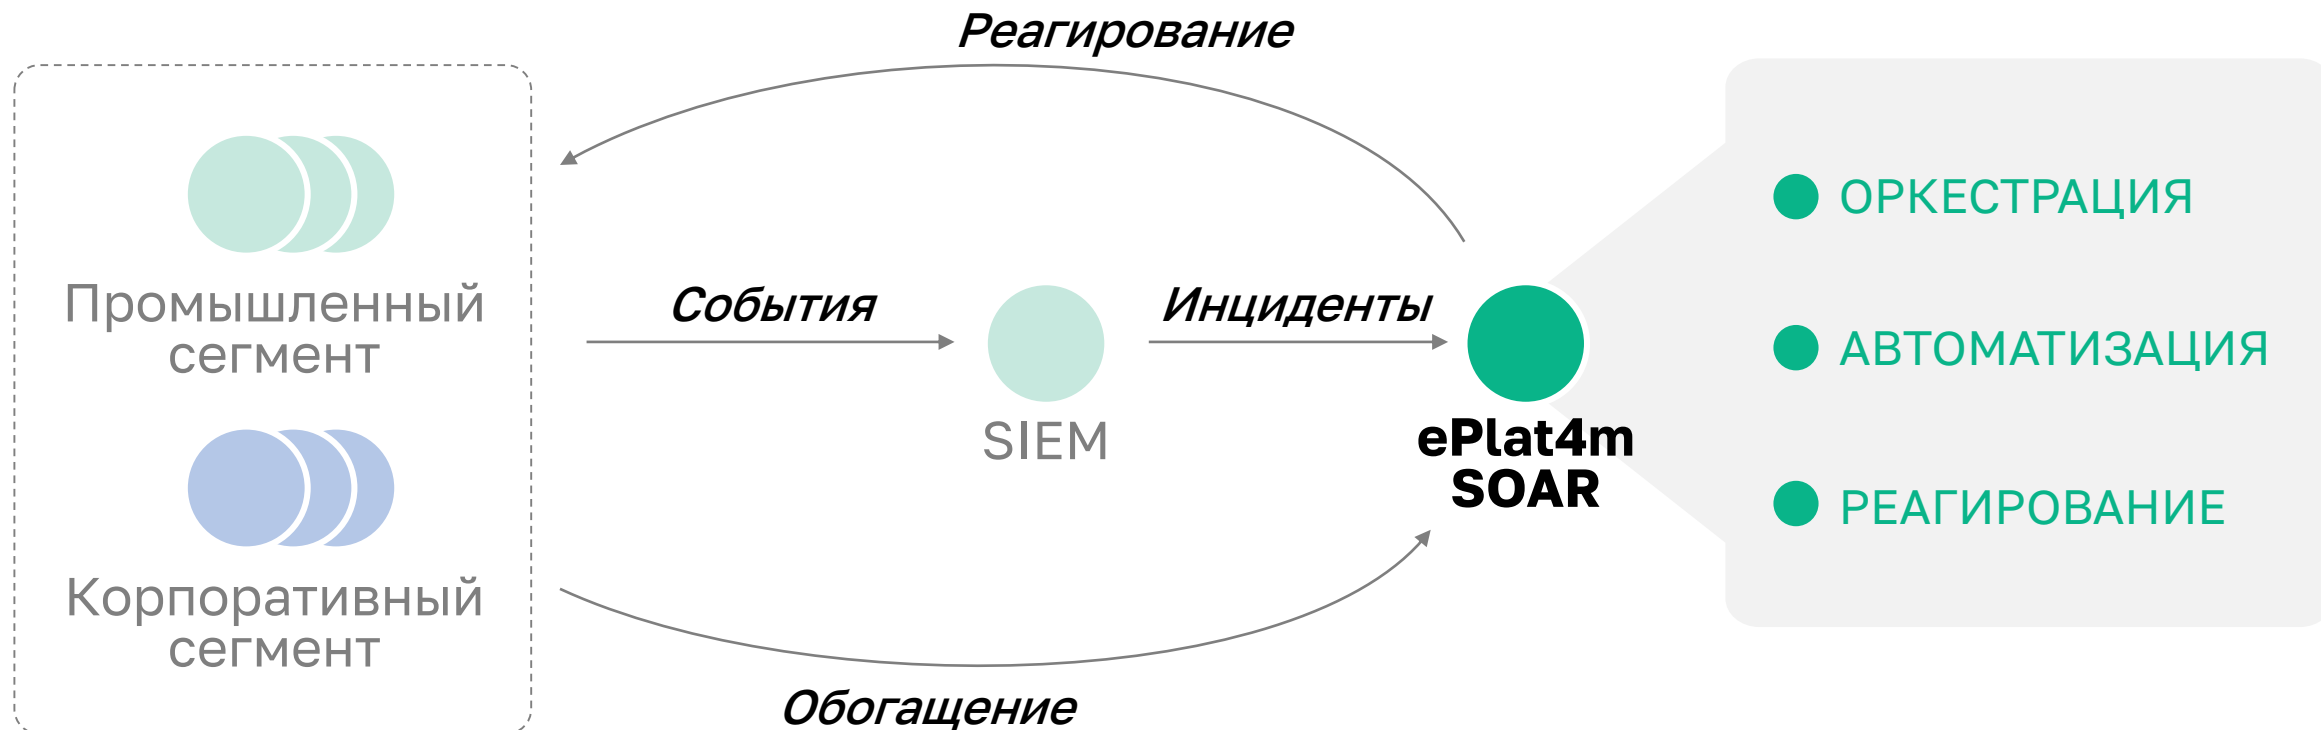 Реагирование
Промышленный
сегмент
Корпоративный
сегмент
События
SIEM
Инциденты
ePlat4m
SOAR
Обогащение
ОРКЕСТРАЦИЯ
АВТОМАТИЗАЦИЯ
РЕАГИРОВАНИЕ